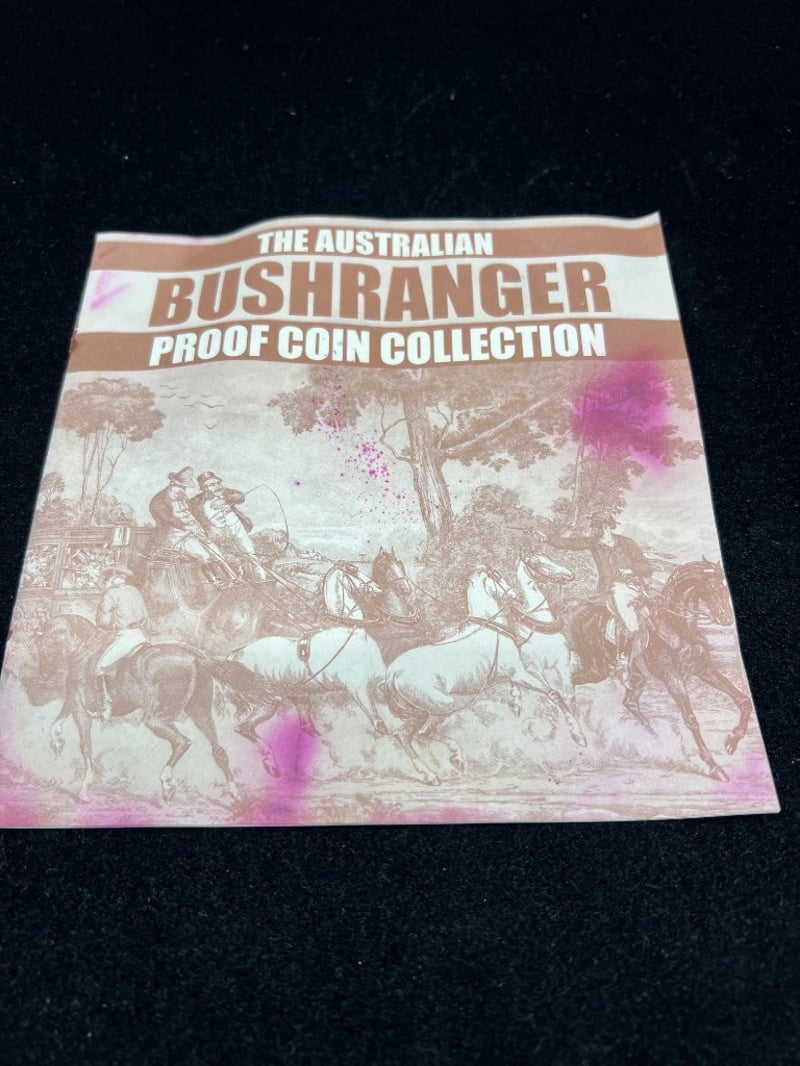 THE AUSTRALIAN
BUSHRANGER
PROOF COIN COLLECTION